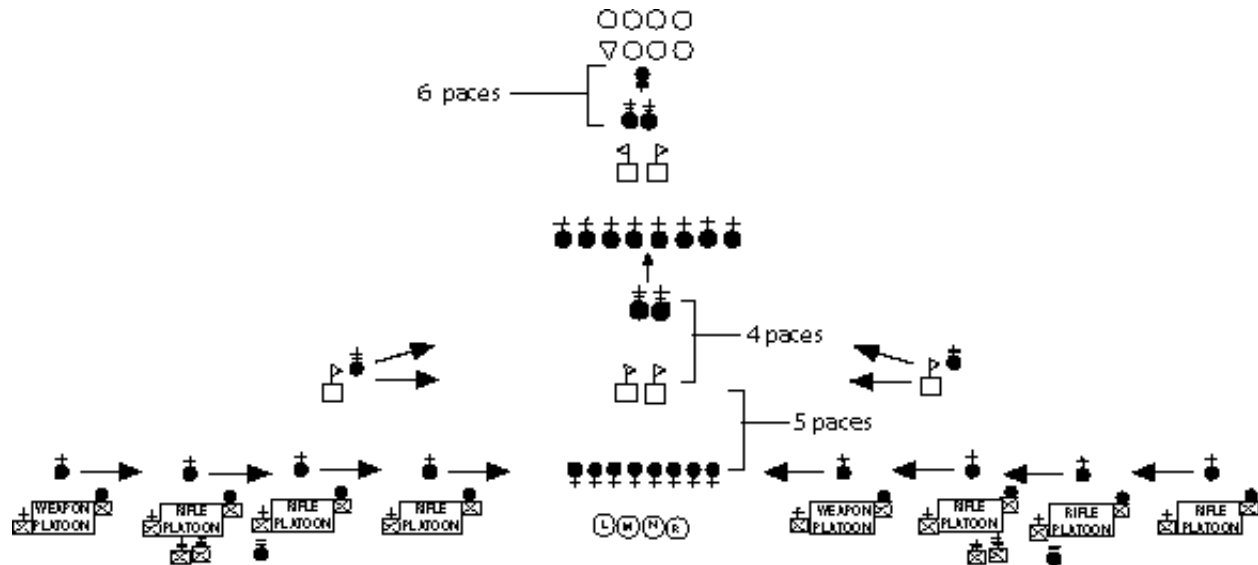 6 paces
4 paces
5 paces
WEAPON
PLATOON
RIFLE
PLATOON
RIFLE
PLATOON
RIFLE
PLATOON
L M N R
WEAPON
PLATOON
RIFLE
PLATOON
RIFLE
PLATOON
RIFLE
PLATOON